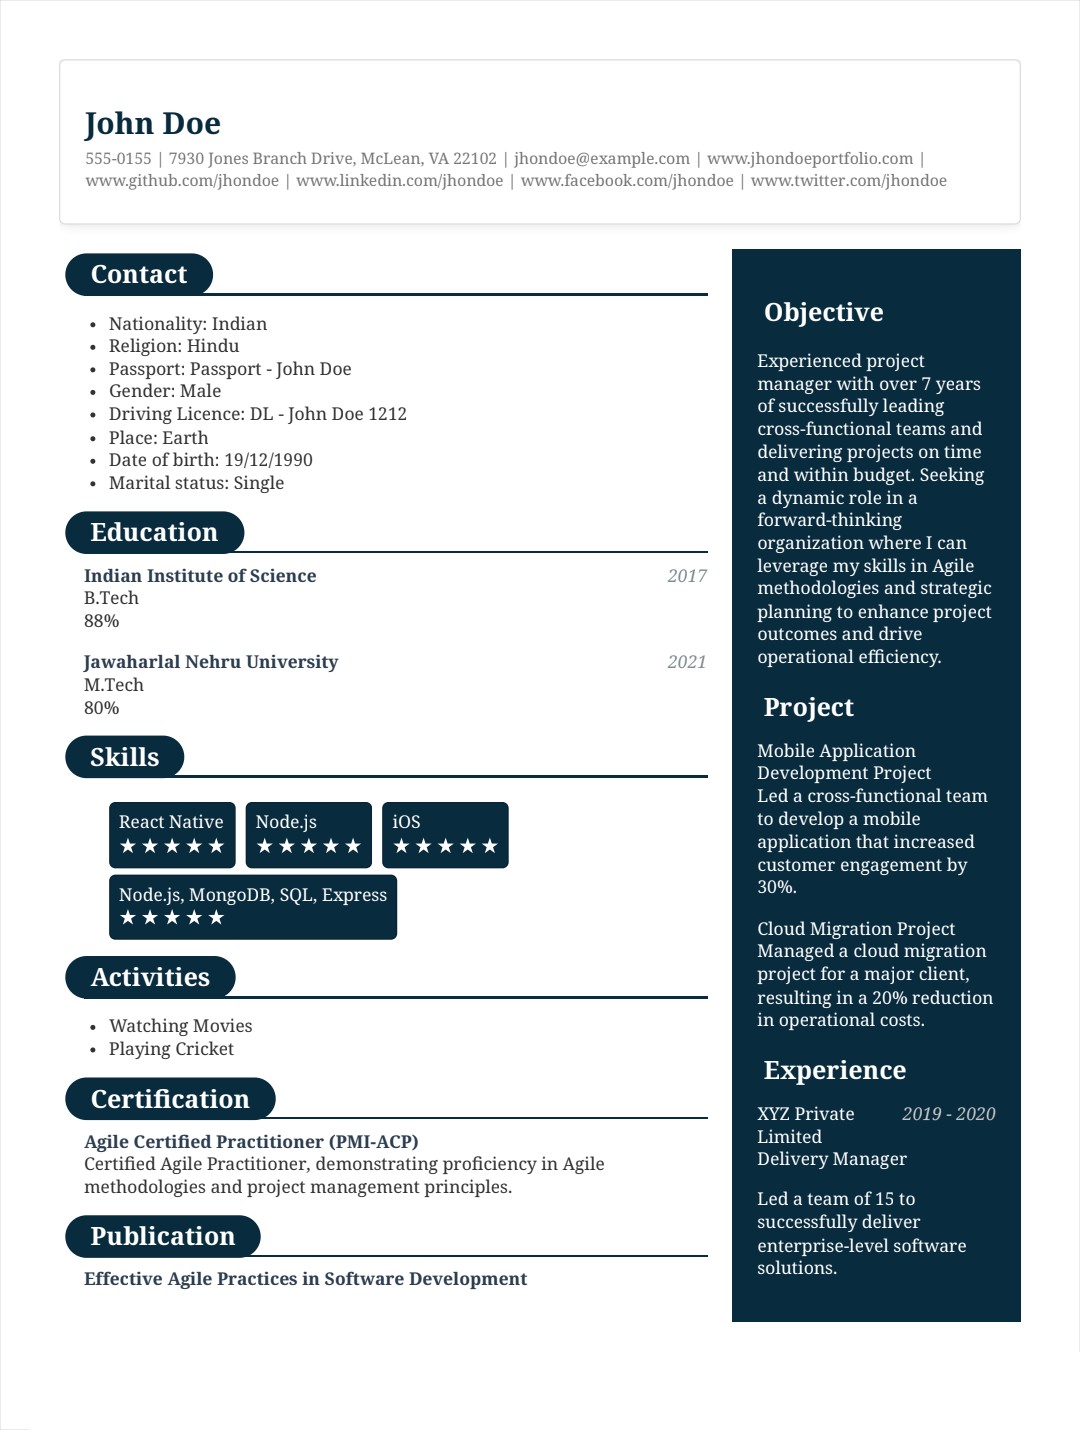 John Doe
555-0155 | 7930 Jones Branch Drive, McLean, VA 22102 | jhondoe@example.com | www.jhondoeportfolio.com |
www.github.com/jhondoe | www.linkedin.com/jhondoe | www.facebook.com/jhondoe | www.twitter.com/jhondoe
Contact
• Nationality: Indian
• Religion: Hindu
• Passport: Passport - John Doe
• Gender: Male
• Driving Licence: DL - John Doe 1212
• Place: Earth
• Date of birth: 19/12/1990
• Marital status: Single
Education
Indian Institute of Science 2017
B.Tech
88%
Jawaharlal Nehru University 2021
M.Tech
80%
Skills
React Native Node.js iOS
★★★★★ ★★★★★ ★★★★★
Node.js, MongoDB, SQL, Express
★★★★★
Activities
• Watching Movies
• Playing Cricket
Certification
Agile Certified Practitioner (PMI-ACP)
Certified Agile Practitioner, demonstrating proficiency in Agile
methodologies and project management principles.
Publication
Effective Agile Practices in Software Development
Objective
Experienced project
manager with over 7 years
of successfully leading
cross-functional teams and
delivering projects on time
and within budget. Seeking
a dynamic role in a
forward-thinking
organization where I can
leverage my skills in Agile
methodologies and strategic
planning to enhance project
outcomes and drive
operational efficiency.
Project
Mobile Application
Development Project
Led a cross-functional team
to develop a mobile
application that increased
customer engagement by
30%.
Cloud Migration Project
Managed a cloud migration
project for a major client,
resulting in a 20% reduction
in operational costs.
Experience
XYZ Private 2019 - 2020
Limited
Delivery Manager
Led a team of 15 to
successfully deliver
enterprise-level software
solutions.